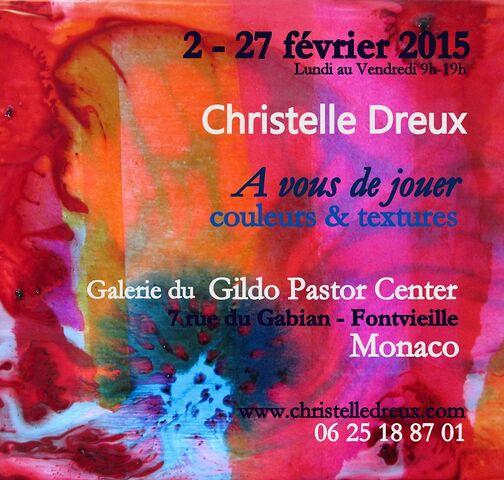 2 - 27 février 2015
Lundi au Vendredi 9h-19h
Christelle Dreux
A vous de jouer
couleurs & textures
Galerie du Gildo Pastor Center
7 rue du Gabian - Fontvieille
Monaco
www.christelledreux.com
06 25 18 87 01